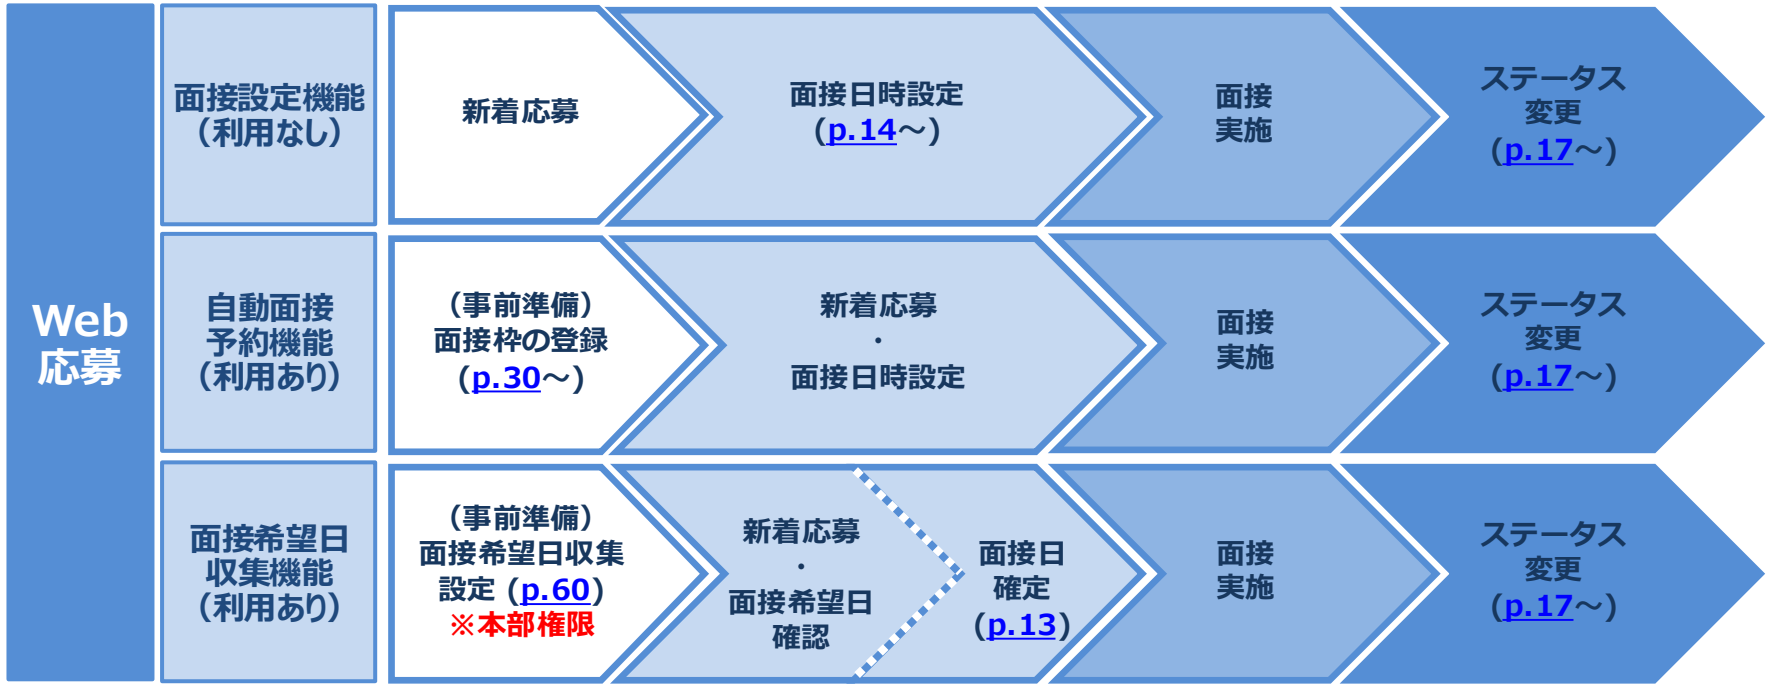 Web
応募
面接設定機能
（利用なし）
新着応募
面接日時設定
(p.14～)
面接
実施
ステータス
変更
(p.17～)
自動面接
予約機能
（利用あり）
（事前準備）
面接枠の登録
(p.30～)
新着応募
・
面接日時設定
面接
実施
ステータス
変更
(p.17～)
面接希望日
収集機能
（利用あり）
（事前準備）
面接希望日収集
設定 (p.60)
※本部権限
新着応募
・
面接希望日
確認
面接日
確定
(p.13)
面接
実施
ステータス
変更
(p.17～)